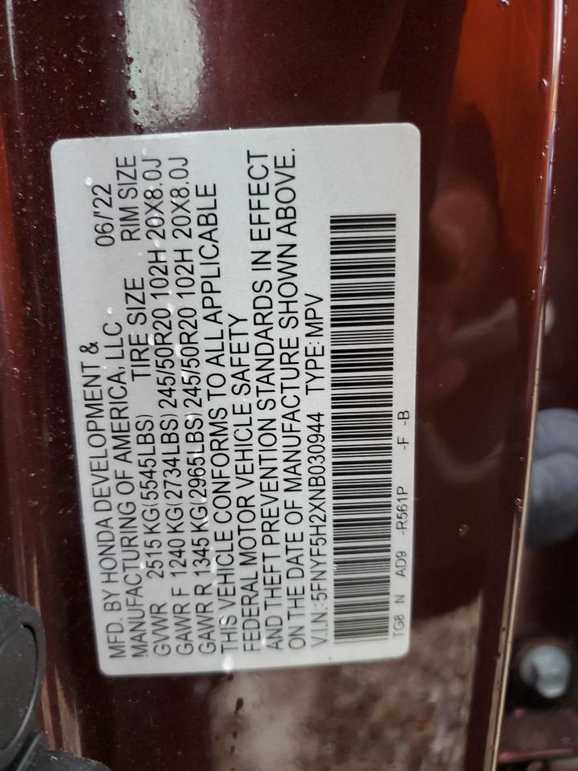 MFD. BY HONDA DEVELOPMENT &
MANUFACTURING OF AMERICA, LLC 06/'22
GVWR 2515 KG(5545LBS) TIRE SIZE RIM SIZE
GAWR F 1240 KG(2734LBS) 245/50R20 102H 20X8.0J
GAWR R 1345 KG(2965LBS) 245/50R20 102H 20X8.0J
THIS VEHICLE CONFORMS TO ALL APPLICABLE
FEDERAL MOTOR VEHICLE SAFETY
AND THEFT PREVENTION STANDARDS IN EFFECT
ON THE DATE OF MANUFACTURE SHOWN ABOVE.
V.I.N.:5FNYF5H2XNB030944 TYPE:MPV
TG8 N AD9 -R561P -F -B